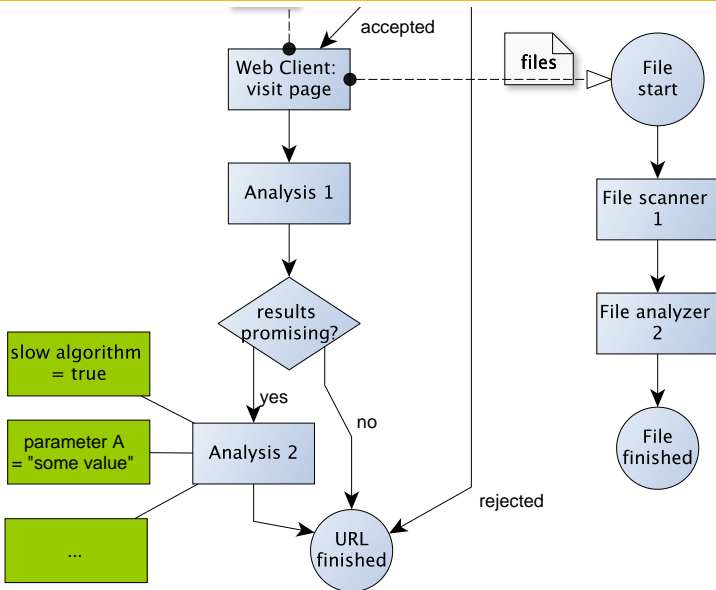 accepted
Web Client:
visit page
files
File
start
Analysis 1
File scanner
1
results
promising?
File analyzer
2
slow algorithm
= true
yes
no
parameter A
= "some value"
Analysis 2
File
finished
rejected
...
URL
finished